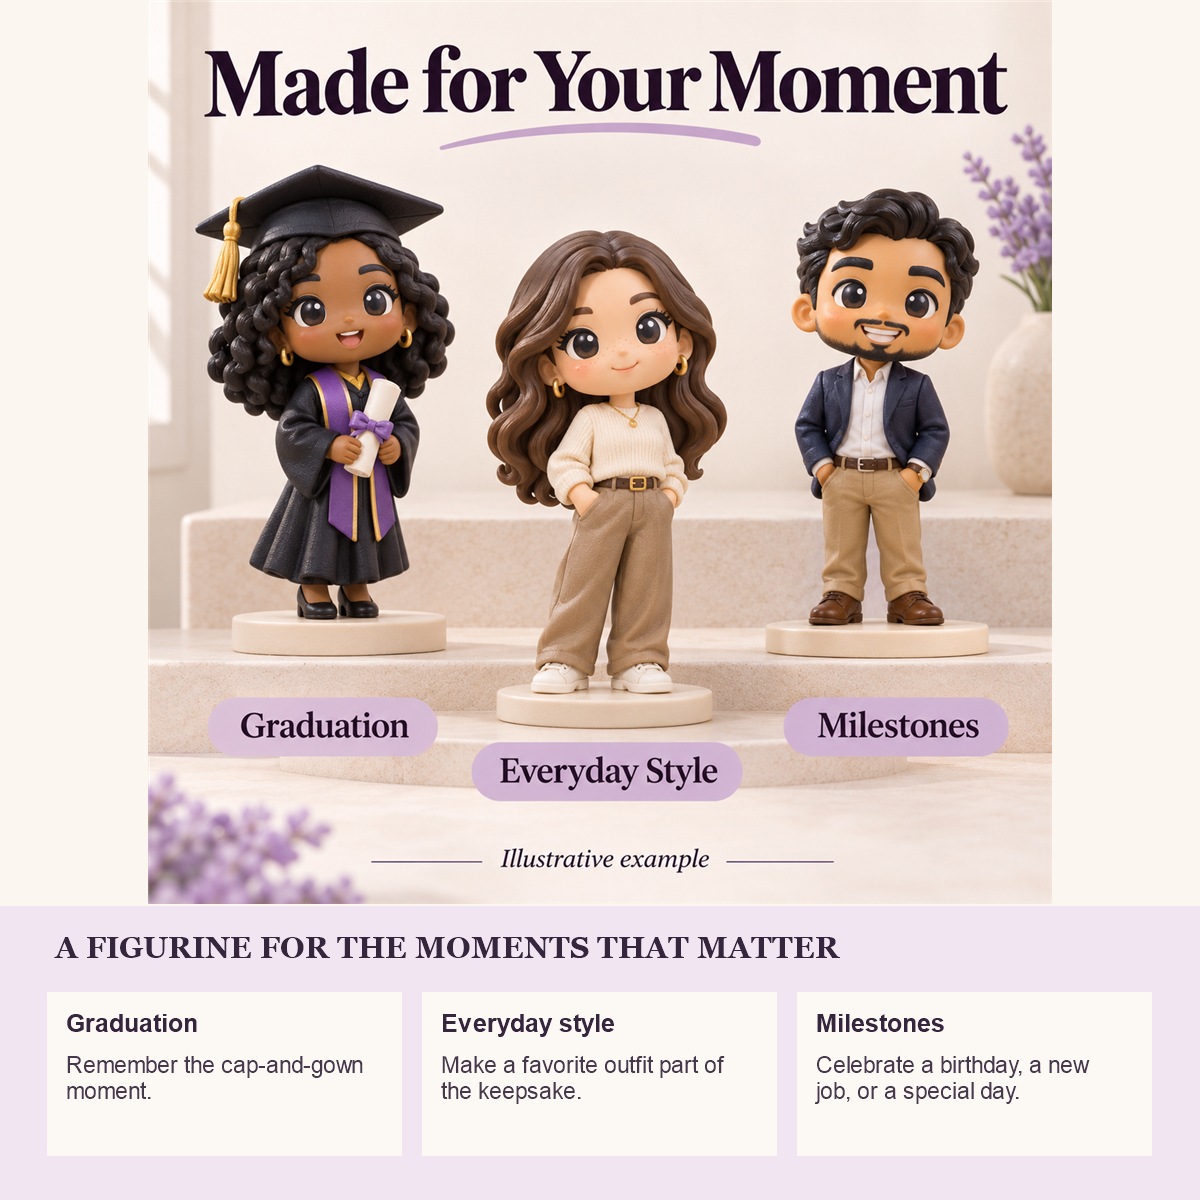 Made for Your Moment
Graduation
Everyday Style
Milestones
Illustrative example
A FIGURINE FOR THE MOMENTS THAT MATTER
Graduation
Remember the cap-and-gown
moment.
Everyday style
Make a favorite outfit part of
the keepsake.
Milestones
Celebrate a birthday, a new
job, or a special day.